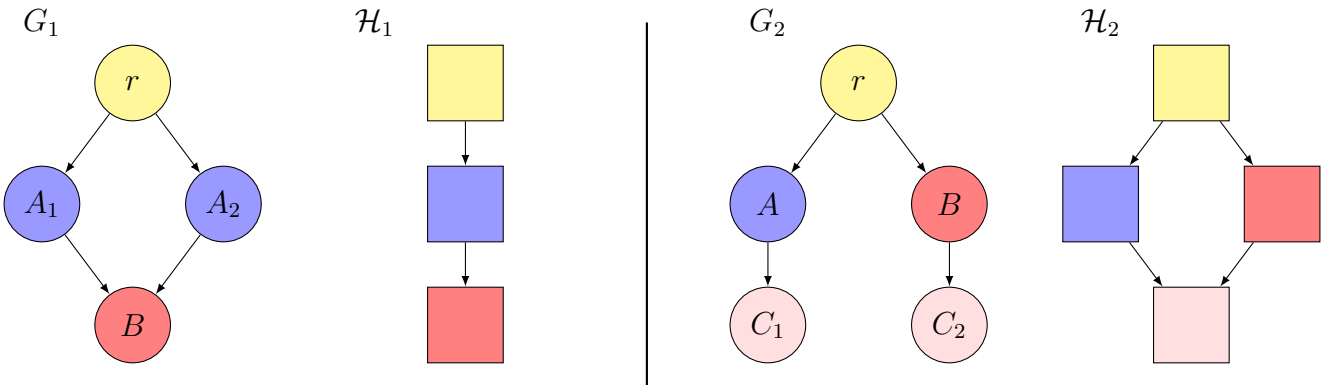 G₁ ℋ₁ G₂ ℋ₂
r r
A₁ A₂ A B
B C₁ C₂